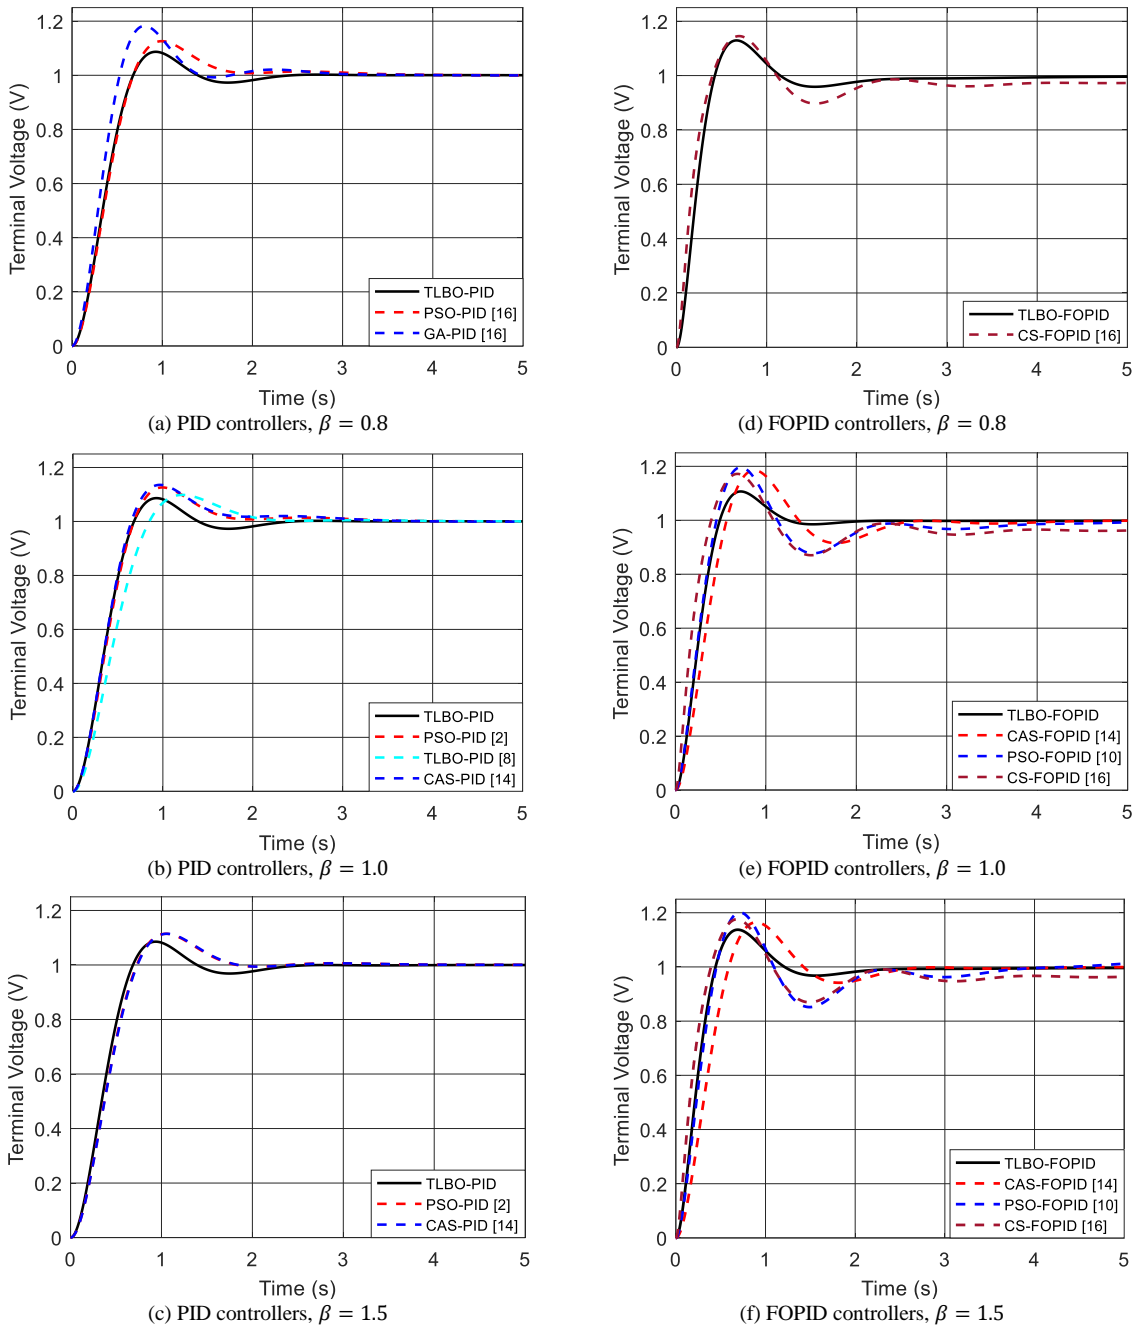 1.2
1
0.8
0.6
0.4
0.2
0
Terminal Voltage (V)
TLBO-PID
PSO-PID [16]
GA-PID [16]
0 1 2 3 4 5
Time (s)
(a) PID controllers, β = 0.8
1.2
1
0.8
0.6
0.4
0.2
0
Terminal Voltage (V)
TLBO-FOPID
CS-FOPID [16]
0 1 2 3 4 5
Time (s)
(d) FOPID controllers, β = 0.8
1.2
1
0.8
0.6
0.4
0.2
0
Terminal Voltage (V)
TLBO-PID
PSO-PID [2]
TLBO-PID [8]
CAS-PID [14]
0 1 2 3 4 5
Time (s)
(b) PID controllers, β = 1.0
1.2
1
0.8
0.6
0.4
0.2
0
Terminal Voltage (V)
TLBO-FOPID
CAS-FOPID [14]
PSO-FOPID [10]
CS-FOPID [16]
0 1 2 3 4 5
Time (s)
(e) FOPID controllers, β = 1.0
1.2
1
0.8
0.6
0.4
0.2
0
Terminal Voltage (V)
TLBO-PID
PSO-PID [2]
CAS-PID [14]
0 1 2 3 4 5
Time (s)
(c) PID controllers, β = 1.5
1.2
1
0.8
0.6
0.4
0.2
0
Terminal Voltage (V)
TLBO-FOPID
CAS-FOPID [14]
PSO-FOPID [10]
CS-FOPID [16]
0 1 2 3 4 5
Time (s)
(f) FOPID controllers, β = 1.5